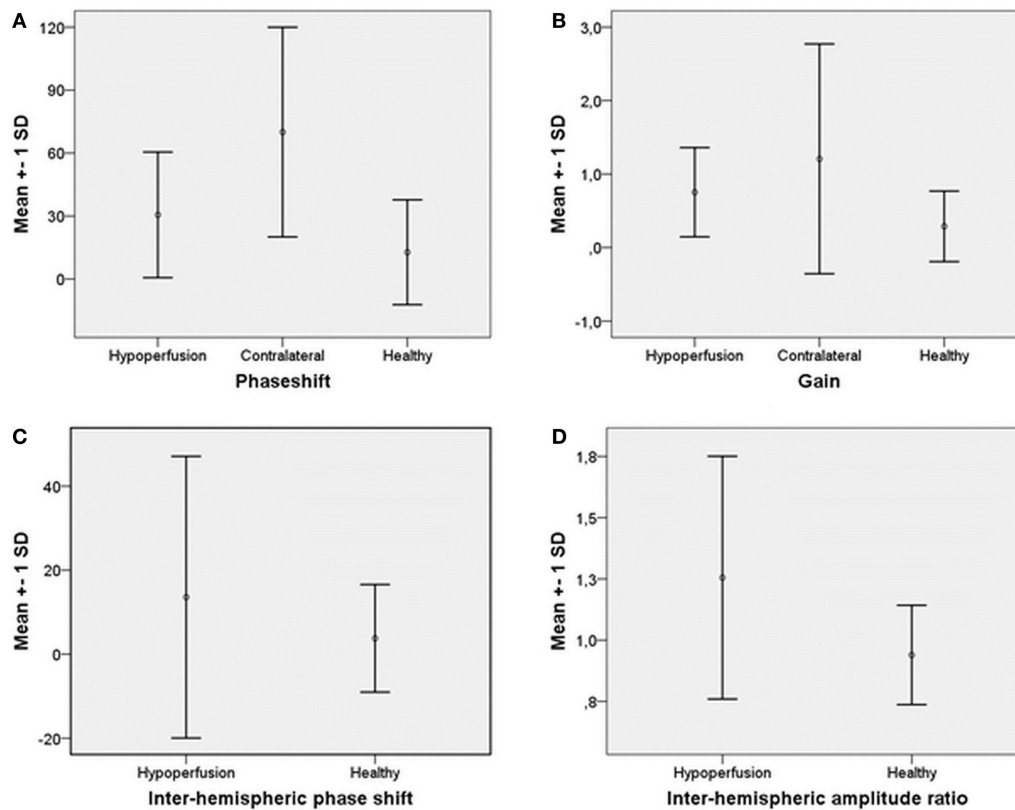 A
Mean +- 1 SD
120
90
60
30
0
Hypoperfusion Contralateral Healthy
Phaseshift
B
Mean +- 1 SD
3,0
2,0
1,0
,0
-1,0
Hypoperfusion Contralateral Healthy
Gain
C
Mean +- 1 SD
40
20
0
-20
Hypoperfusion Healthy
Inter-hemispheric phase shift
D
Mean +- 1 SD
1,8
1,5
1,3
1,0
,8
Hypoperfusion Healthy
Inter-hemispheric amplitude ratio